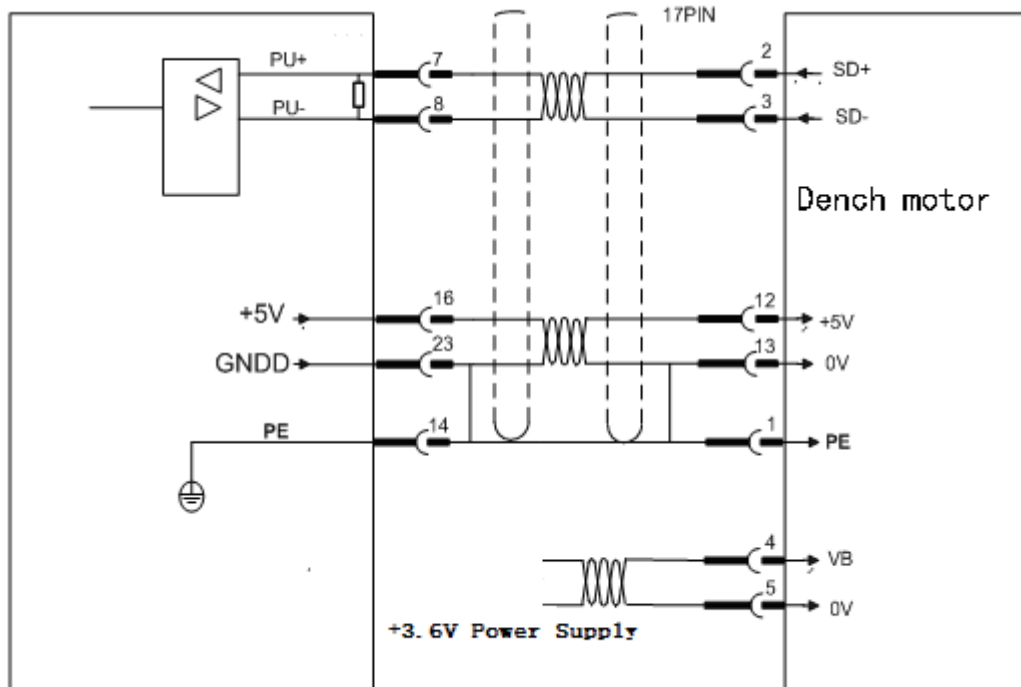 17PIN
PU+ 7 2 SD+
PU- 8 3 SD-
Dench motor
+5V 16 12 +5V
GNDD 23 13 0V
PE 14 1 PE
4 VB
5 0V
+3.6V Power Supply